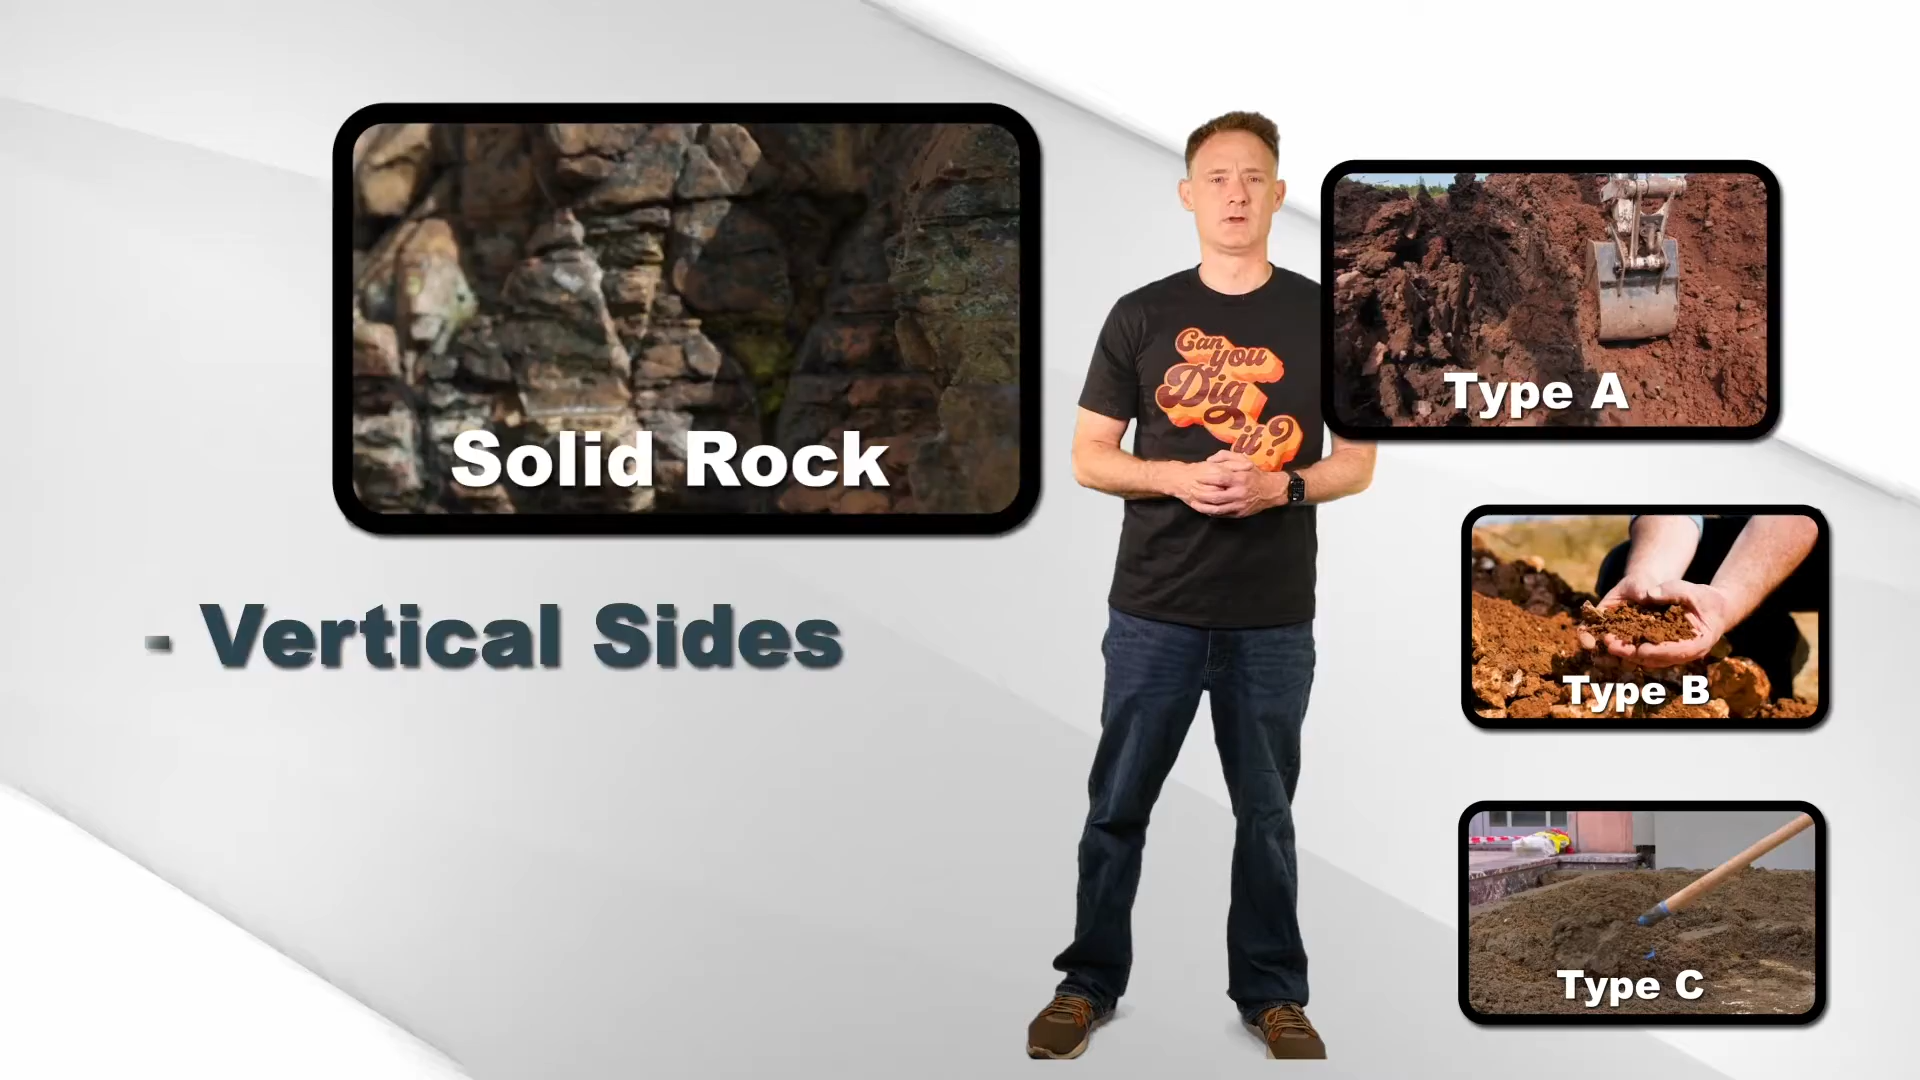 Solid Rock
- Vertical Sides
Can
you
Dig
it?
Type A
Type B
Type C